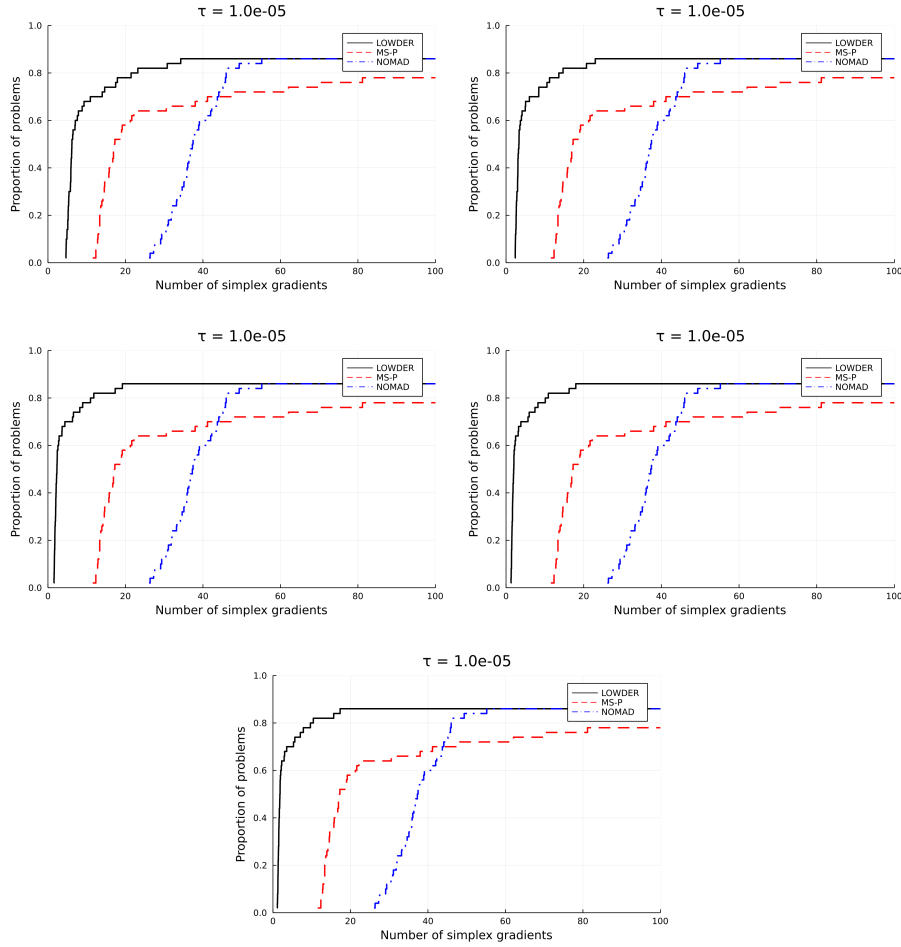 τ = 1.0e-05
Proportion of problems
1.0
0.8
0.6
0.4
0.2
0.0
LOWDER
MS-P
NOMAD
0 20 40 60 80 100
Number of simplex gradients
τ = 1.0e-05
Proportion of problems
1.0
0.8
0.6
0.4
0.2
0.0
LOWDER
MS-P
NOMAD
0 20 40 60 80 100
Number of simplex gradients
τ = 1.0e-05
Proportion of problems
1.0
0.8
0.6
0.4
0.2
0.0
LOWDER
MS-P
NOMAD
0 20 40 60 80 100
Number of simplex gradients
τ = 1.0e-05
Proportion of problems
1.0
0.8
0.6
0.4
0.2
0.0
LOWDER
MS-P
NOMAD
0 20 40 60 80 100
Number of simplex gradients
τ = 1.0e-05
Proportion of problems
1.0
0.8
0.6
0.4
0.2
0.0
LOWDER
MS-P
NOMAD
0 20 40 60 80 100
Number of simplex gradients